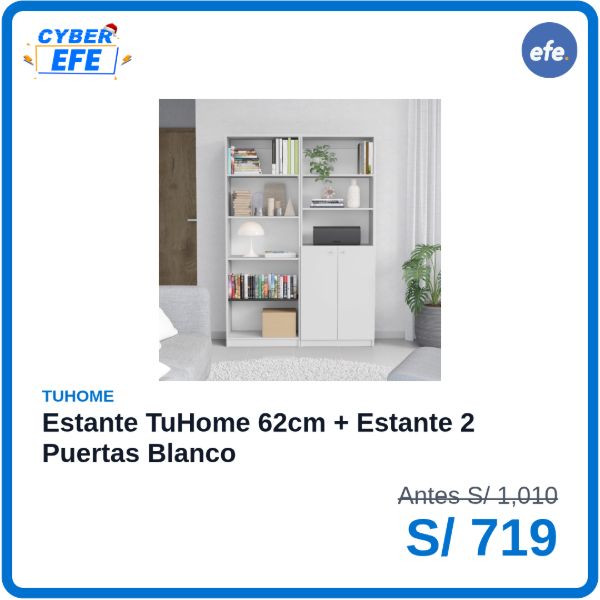 CYBER
EFE
efe.
TUHOME
Estante TuHome 62cm + Estante 2
Puertas Blanco
Antes S/ 1,010
S/ 719